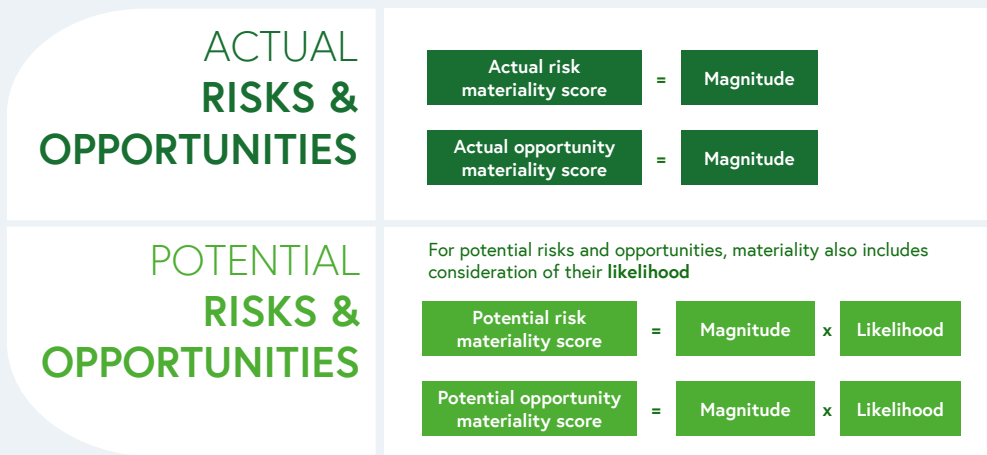 ACTUAL
RISKS &
OPPORTUNITIES
Actual risk
materiality score
=
Magnitude
Actual opportunity
materiality score
=
Magnitude
POTENTIAL
RISKS &
OPPORTUNITIES
For potential risks and opportunities, materiality also includes
consideration of their likelihood
Potential risk
materiality score
=
Magnitude
x
Likelihood
Potential opportunity
materiality score
=
Magnitude
x
Likelihood